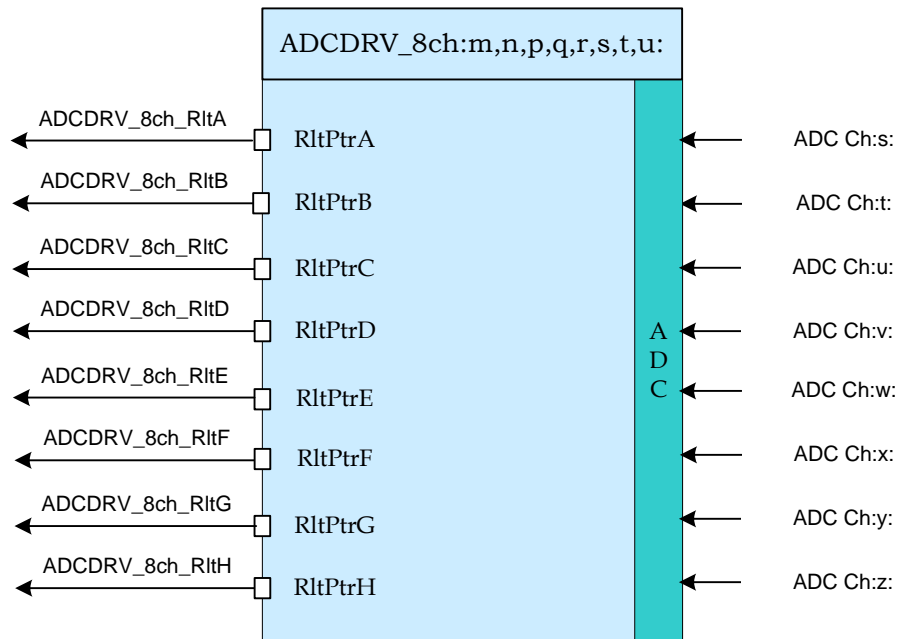 ADCDRV_8ch:m,n,p,q,r,s,t,u:
ADCDRV_8ch_RltA
RltPtrA
ADC Ch:s:
ADCDRV_8ch_RltB
RltPtrB
ADC Ch:t:
ADCDRV_8ch_RltC
RltPtrC
ADC Ch:u:
ADCDRV_8ch_RltD
RltPtrD
A
D
C
ADC Ch:v:
ADCDRV_8ch_RltE
RltPtrE
ADC Ch:w:
ADCDRV_8ch_RltF
RltPtrF
ADC Ch:x:
ADCDRV_8ch_RltG
RltPtrG
ADC Ch:y:
ADCDRV_8ch_RltH
RltPtrH
ADC Ch:z: